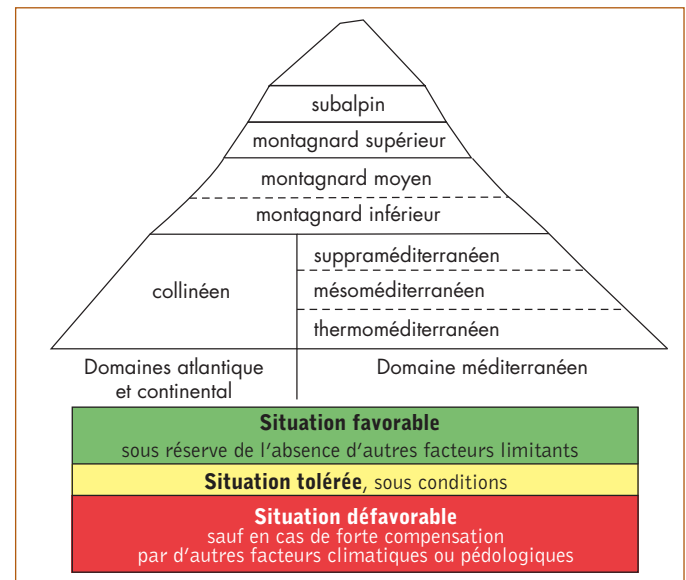 subalpin
montagnard supérieur
montagnard moyen
montagnard inférieur
collinéen
suppraméditerranéen
mésoméditerranéen
thermoméditerranéen
Domaines atlantique
et continental
Domaine méditerranéen
Situation favorable
sous réserve de l'absence d'autres facteurs limitants
Situation tolérée, sous conditions
Situation défavorable
sauf en cas de forte compensation
par d'autres facteurs climatiques ou pédologiques